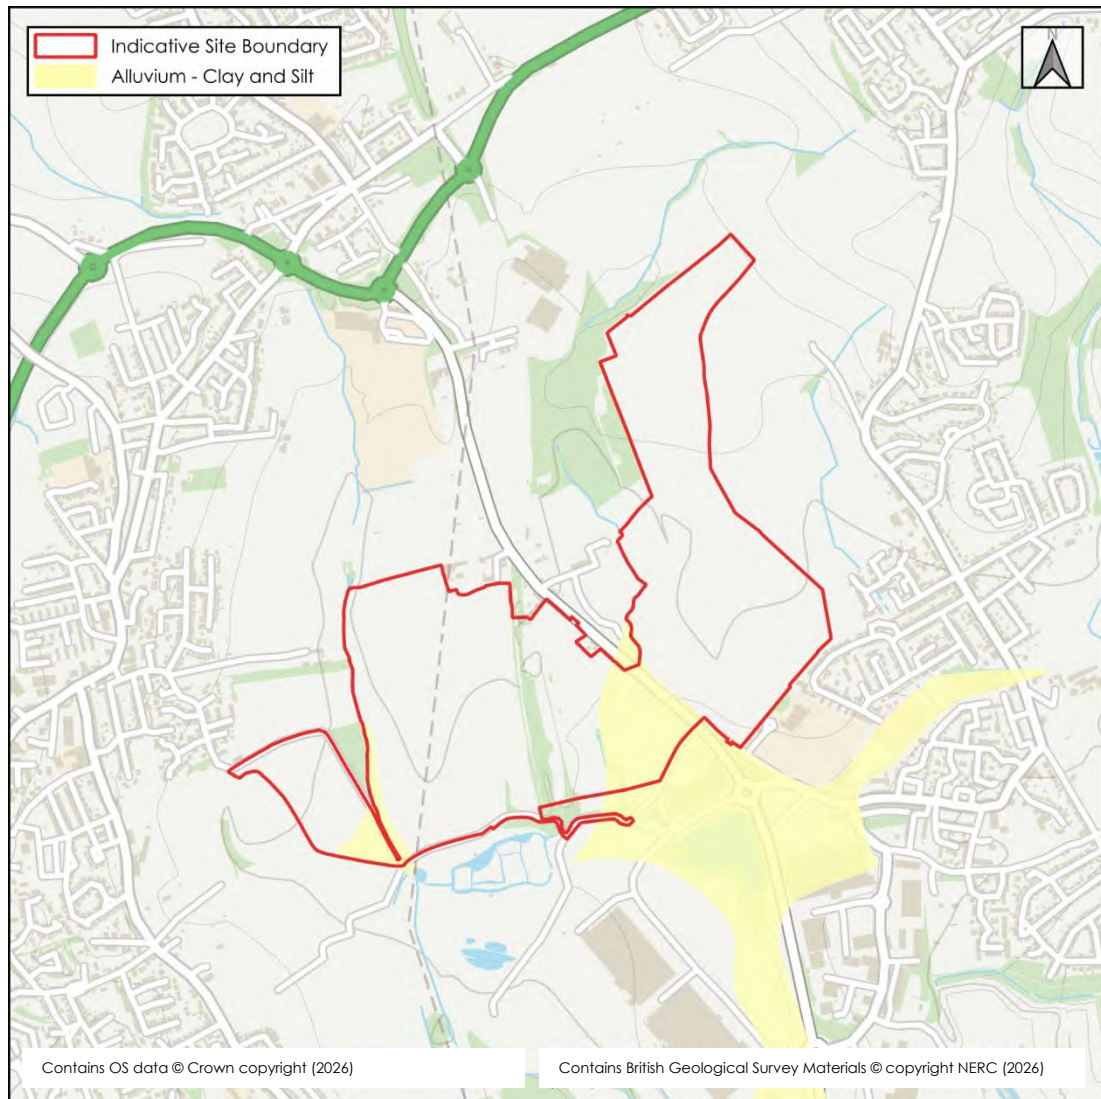 Indicative Site Boundary
Alluvium - Clay and Silt
N
Contains OS data © Crown copyright (2026)
Contains British Geological Survey Materials © copyright NERC (2026)